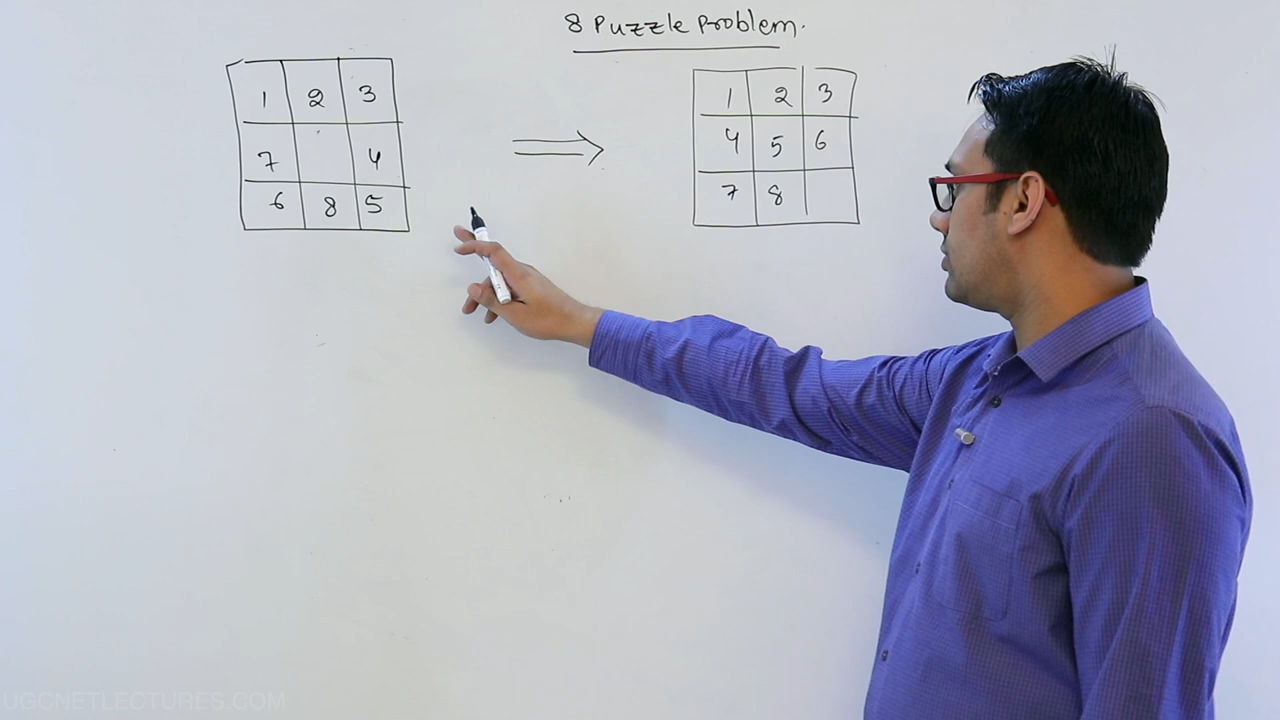 8 Puzzle Problem.
1 2 3
7 4
6 8 5
1 2 3
4 5 6
7 8
UGCNETLECTURES.COM